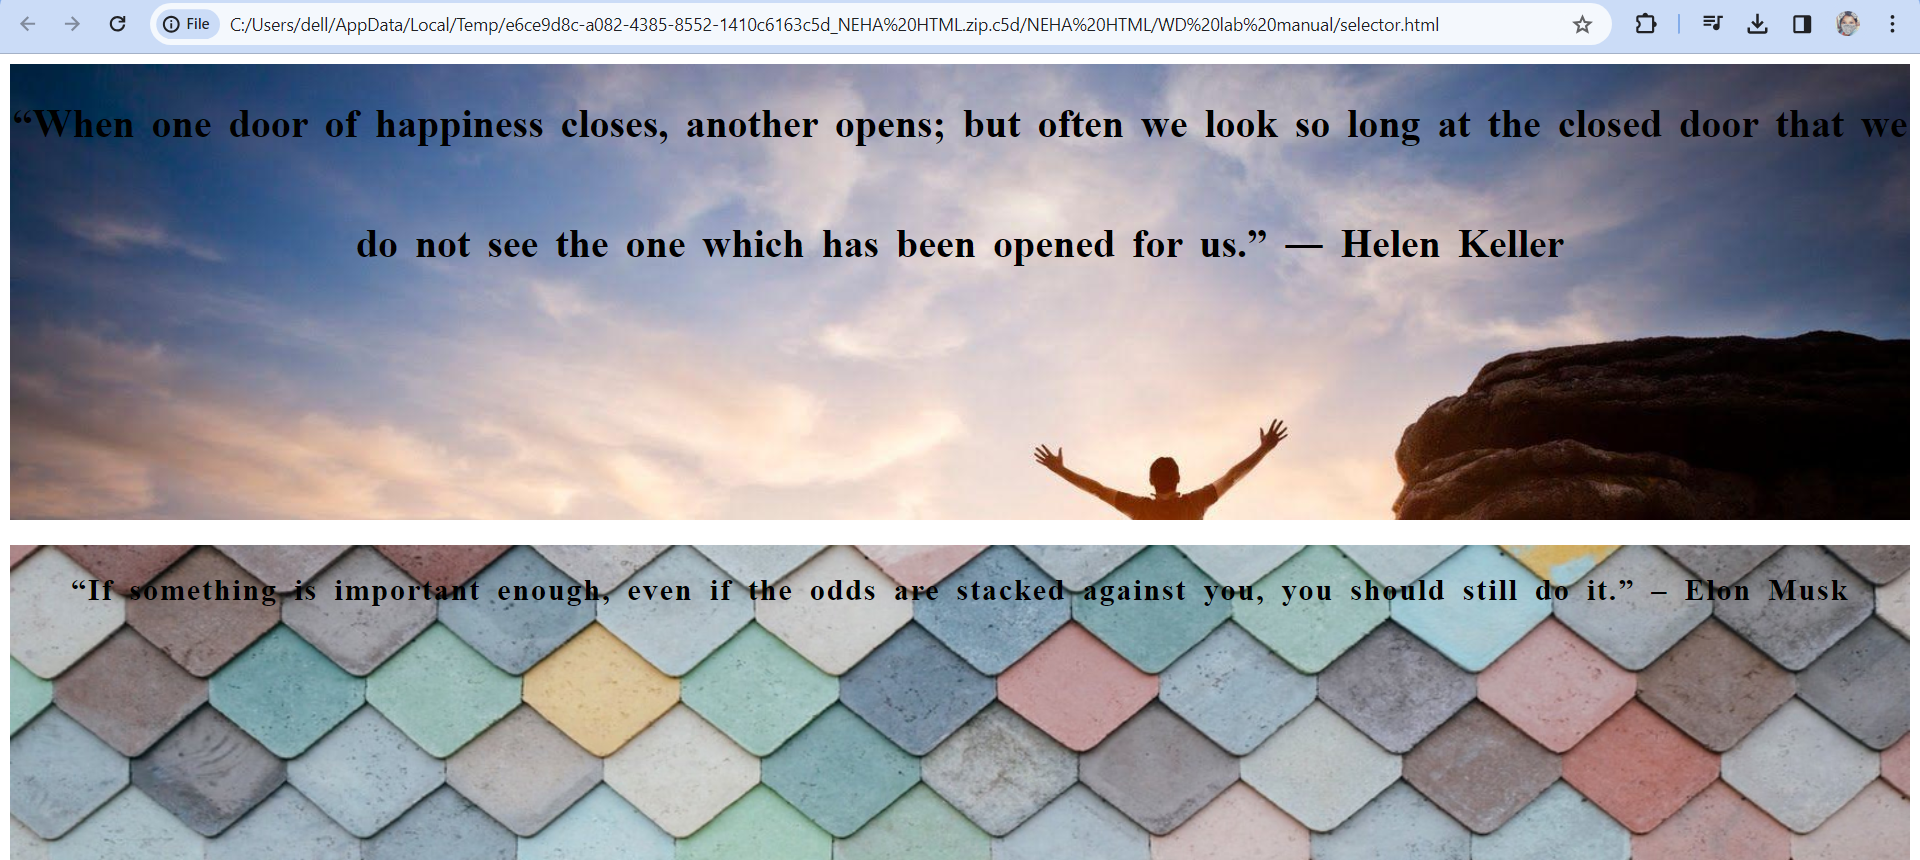 File C:/Users/dell/AppData/Local/Temp/e6ce9d8c-a082-4385-8552-1410c6163c5d_NEHA%20HTML.zip.c5d/NEHA%20HTML/WD%20lab%20manual/selector.html
“When one door of happiness closes, another opens; but often we look so long at the closed door that we
do not see the one which has been opened for us.” — Helen Keller
“If something is important enough, even if the odds are stacked against you, you should still do it.” – Elon Musk